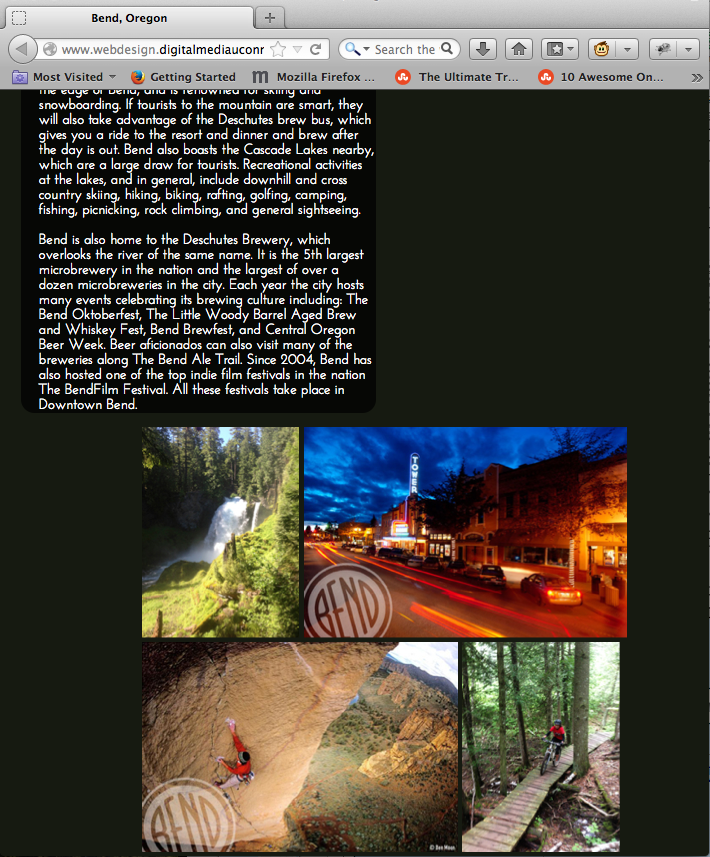 Bend, Oregon
www.webdesign.digitalmediauconn
Search the
Most Visited
Getting Started
Mozilla Firefox ...
The Ultimate Tr...
10 Awesome On...
the edge of Bend, and is renowned for skiing and
snowboarding. If tourists to the mountain are smart, they
will also take advantage of the Deschutes brew bus, which
gives you a ride to the resort and dinner and brew after
the day is out. Bend also boasts the Cascade Lakes nearby,
which are a large draw for tourists. Recreational activities
at the lakes, and in general, include downhill and cross
country skiing, hiking, biking, rafting, golfing, camping,
fishing, picnicking, rock climbing, and general sightseeing.
Bend is also home to the Deschutes Brewery, which
overlooks the river of the same name. It is the 5th largest
microbrewery in the nation and the largest of over a
dozen microbreweries in the city. Each year the city hosts
many events celebrating its brewing culture including: The
Bend Oktoberfest, The Little Woody Barrel Aged Brew
and Whiskey Fest, Bend Brewfest, and Central Oregon
Beer Week. Beer aficionados can also visit many of the
breweries along The Bend Ale Trail. Since 2004, Bend has
also hosted one of the top indie film festivals in the nation
The BendFilm Festival. All these festivals take place in
Downtown Bend.
TOWER
BEND
BEND
© Ben Moon